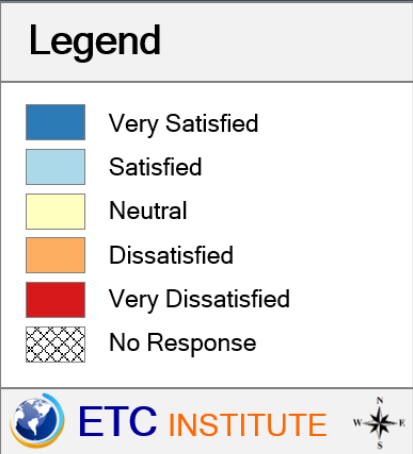 Legend
Very Satisfied
Satisfied
Neutral
Dissatisfied
Very Dissatisfied
No Response
ETC INSTITUTE
N
W E
S